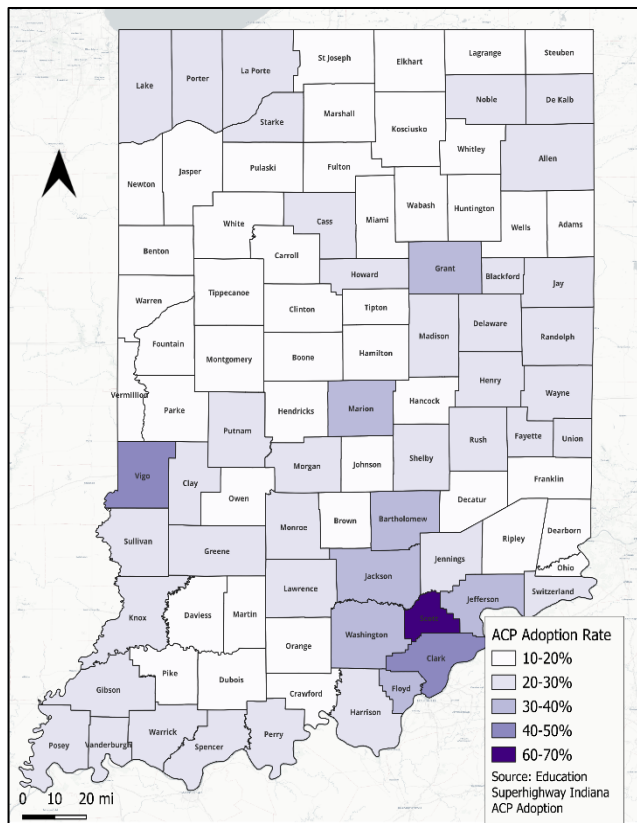 St Joseph
Elkhart
Lagrange
Steuben
Lake
Porter
La Porte
Noble
De Kalb
Starke
Marshall
Kosciusko
Whitley
Allen
Newton
Jasper
Pulaski
Fulton
Miami
Wabash
Huntington
Wells
Adams
White
Cass
Benton
Carroll
Howard
Grant
Blackford
Jay
Warren
Tippecanoe
Clinton
Tipton
Fountain
Madison
Delaware
Randolph
Montgomery
Boone
Hamilton
Vermillion
Parke
Hendricks
Marion
Hancock
Henry
Wayne
Putnam
Rush
Fayette
Union
Vigo
Clay
Morgan
Johnson
Shelby
Franklin
Owen
Decatur
Sullivan
Monroe
Brown
Bartholomew
Dearborn
Ripley
Greene
Jennings
Ohio
Jackson
Lawrence
Switzerland
Jefferson
Knox
Daviess
Martin
Scott
Washington
Orange
Clark
Pike
Dubois
Floyd
Gibson
Crawford
Harrison
Perry
Warrick
Posey
Vanderburgh
Spencer
ACP Adoption Rate
10-20%
20-30%
30-40%
40-50%
60-70%
Source: Education
Superhighway Indiana
ACP Adoption
0 10 20 mi